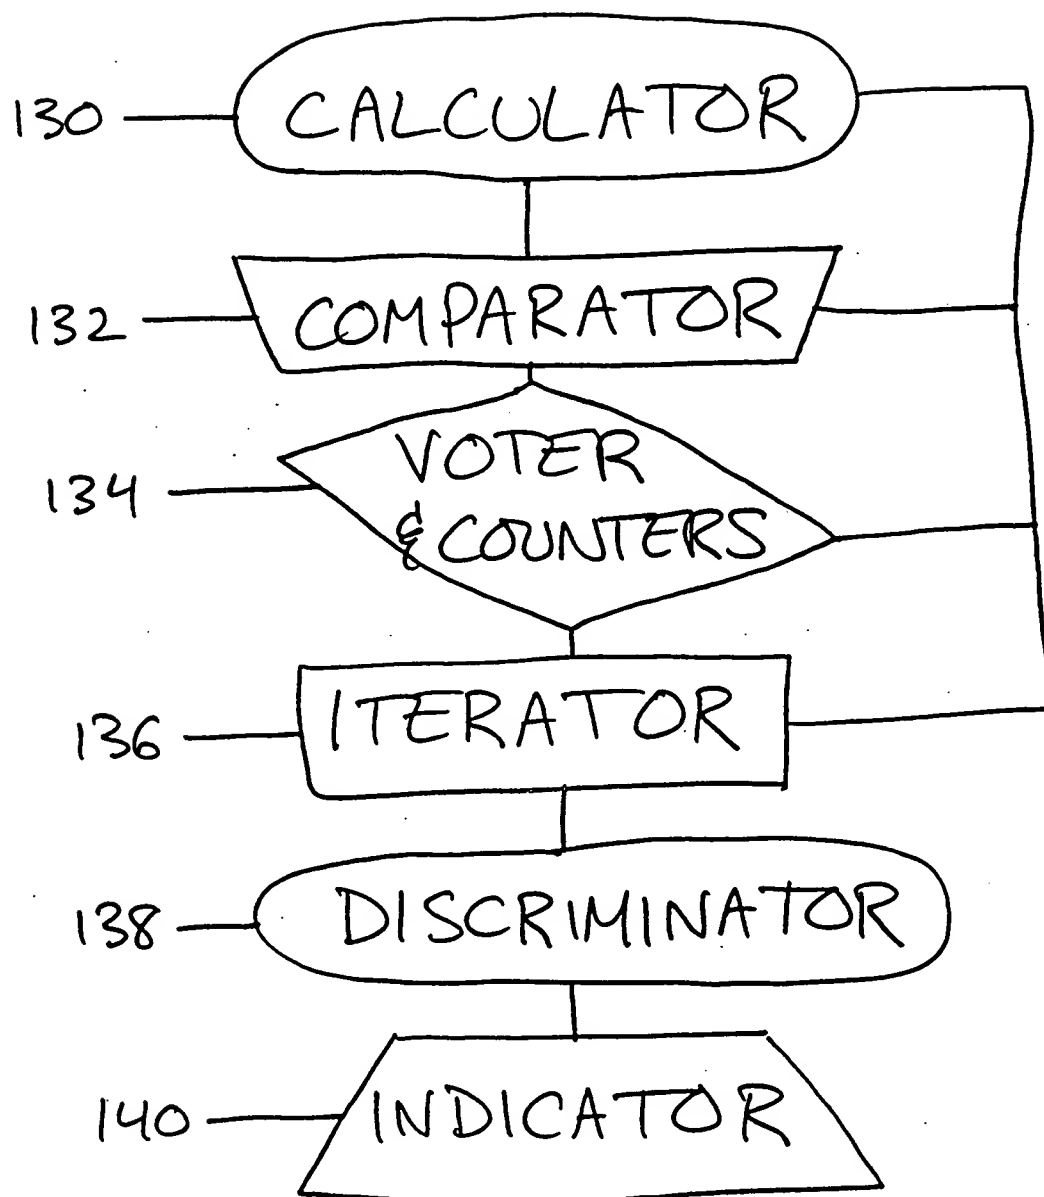 130 CALCULATOR
132 COMPARATOR
134 VOTER
& COUNTERS
136 ITERATOR
138 DISCRIMINATOR
140 INDICATOR